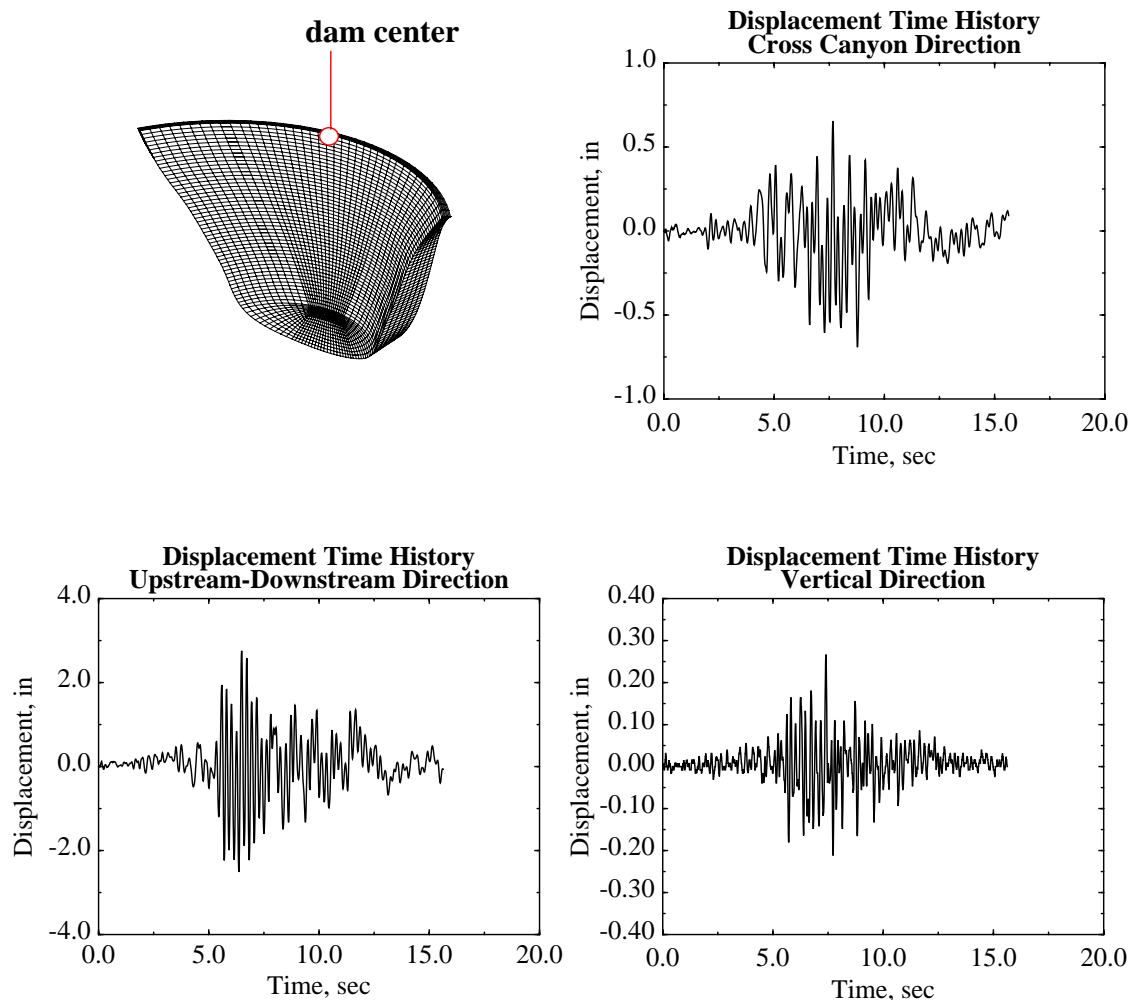 dam center
Displacement Time History
Cross Canyon Direction
1.0
0.5
0.0
-0.5
-1.0
Displacement, in
0.0 5.0 10.0 15.0 20.0
Time, sec
Displacement Time History
Upstream-Downstream Direction
4.0
2.0
0.0
-2.0
-4.0
Displacement, in
0.0 5.0 10.0 15.0 20.0
Time, sec
Displacement Time History
Vertical Direction
0.40
0.30
0.20
0.10
0.00
-0.10
-0.20
-0.30
-0.40
Displacement, in
0.0 5.0 10.0 15.0 20.0
Time, sec